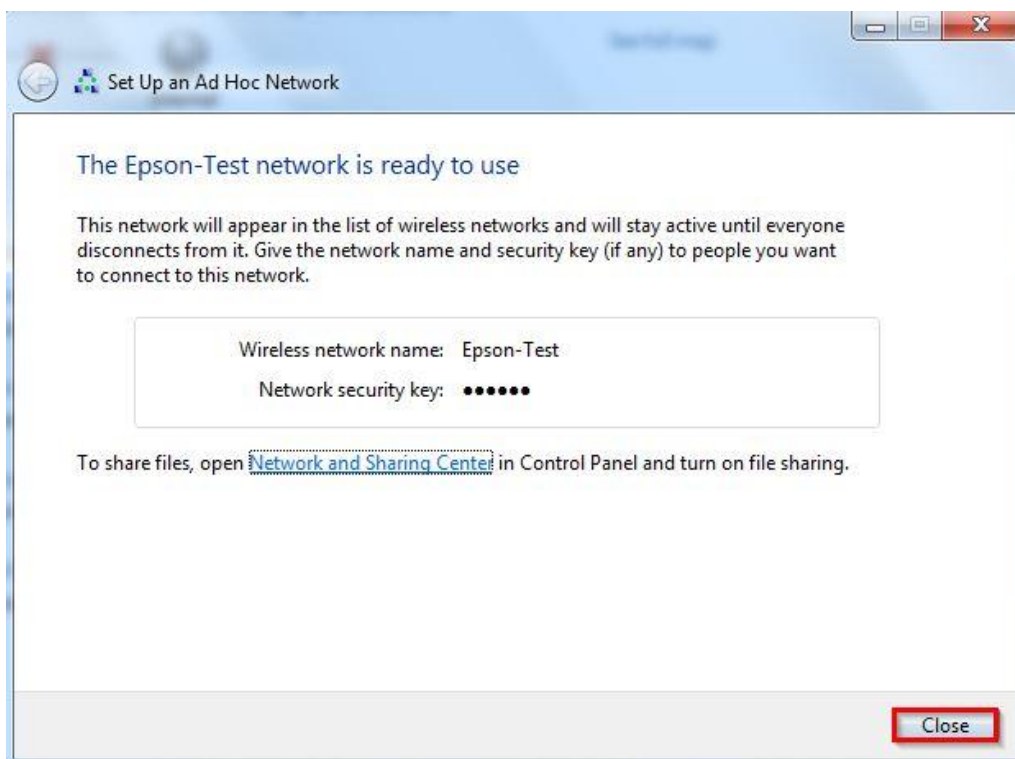 Set Up an Ad Hoc Network
The Epson-Test network is ready to use
This network will appear in the list of wireless networks and will stay active until everyone
disconnects from it. Give the network name and security key (if any) to people you want
to connect to this network.
Wireless network name: Epson-Test
Network security key: ●●●●●●
To share files, open Network and Sharing Center in Control Panel and turn on file sharing.
Close